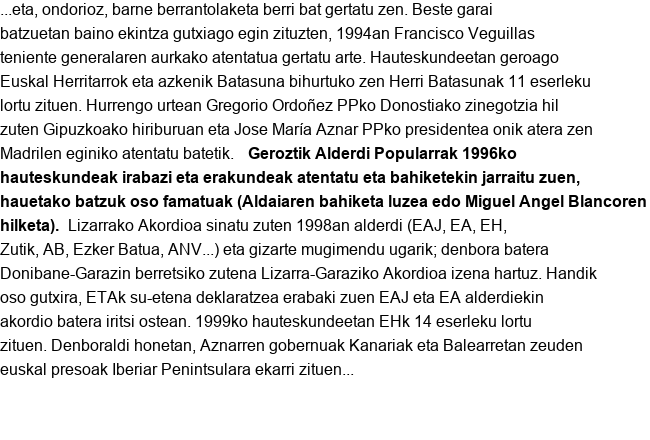 ...eta, ondorioz, barne berrantolaketa berri bat gertatu zen. Beste garai
batzuetan baino ekintza gutxiago egin zituzten, 1994an Francisco Veguillas
teniente generalaren aurkako atentatua gertatu arte. Hauteskundeetan geroago
Euskal Herritarrok eta azkenik Batasuna bihurtuko zen Herri Batasunak 11 eserleku
lortu zituen. Hurrengo urtean Gregorio Ordoñez PPko Donostiako zinegotzia hil
zuten Gipuzkoako hiriburuan eta Jose María Aznar PPko presidentea onik atera zen
Madrilen eginiko atentatu batetik. Geroztik Alderdi Popularrak 1996ko
hauteskundeak irabazi eta erakundeak atentatu eta bahiketekin jarraitu zuen,
hauetako batzuk oso famatuak (Aldaiaren bahiketa luzea edo Miguel Angel Blancoren
hilketa). Lizarrako Akordioa sinatu zuten 1998an alderdi (EAJ, EA, EH,
Zutik, AB, Ezker Batua, ANV...) eta gizarte mugimendu ugarik; denbora batera
Donibane-Garazin berretsiko zutena Lizarra-Garaziko Akordioa izena hartuz. Handik
oso gutxira, ETAk su-etena deklaratzea erabaki zuen EAJ eta EA alderdiekin
akordio batera iritsi ostean. 1999ko hauteskundeetan EHk 14 eserleku lortu
zituen. Denboraldi honetan, Aznarren gobernuak Kanariak eta Balearretan zeuden
euskal presoak Iberiar Penintsulara ekarri zituen...